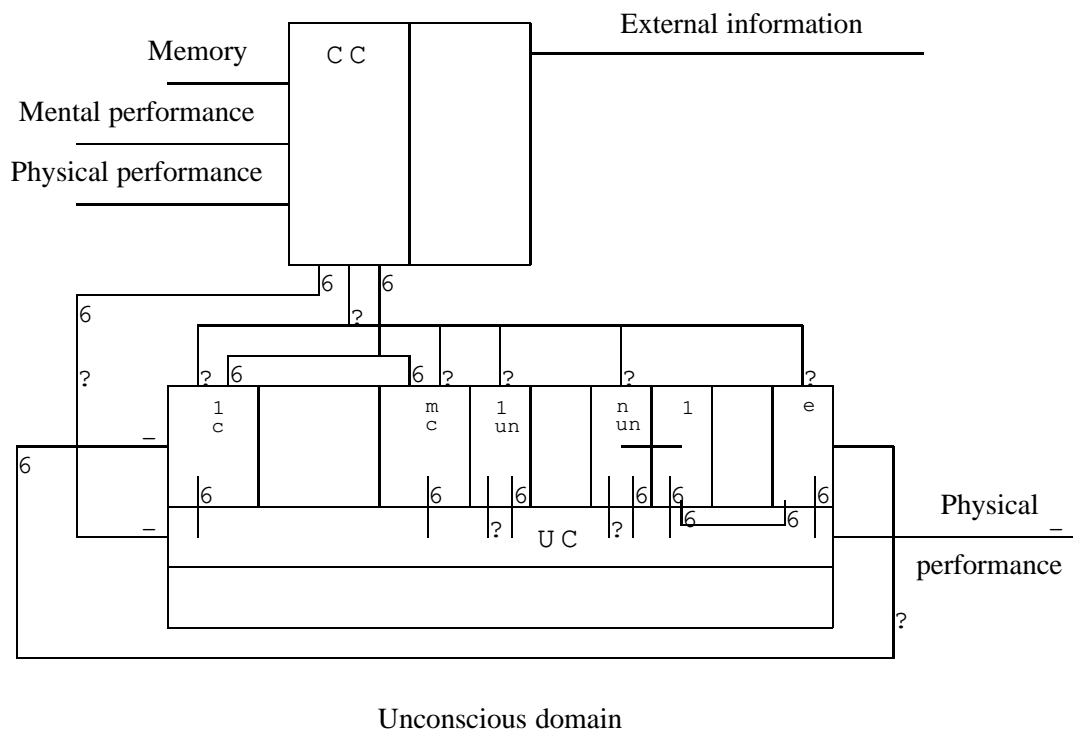 External information
CC
Memory
Mental performance
Physical performance
6 6
6 ?
? ? 6 6 ? ? ? ?
1 m 1 n 1 e
c c un un
– 
6
6 6 6 6 6 6
Physical
– ? ? 6 6 –
UC
performance
?
Unconscious domain